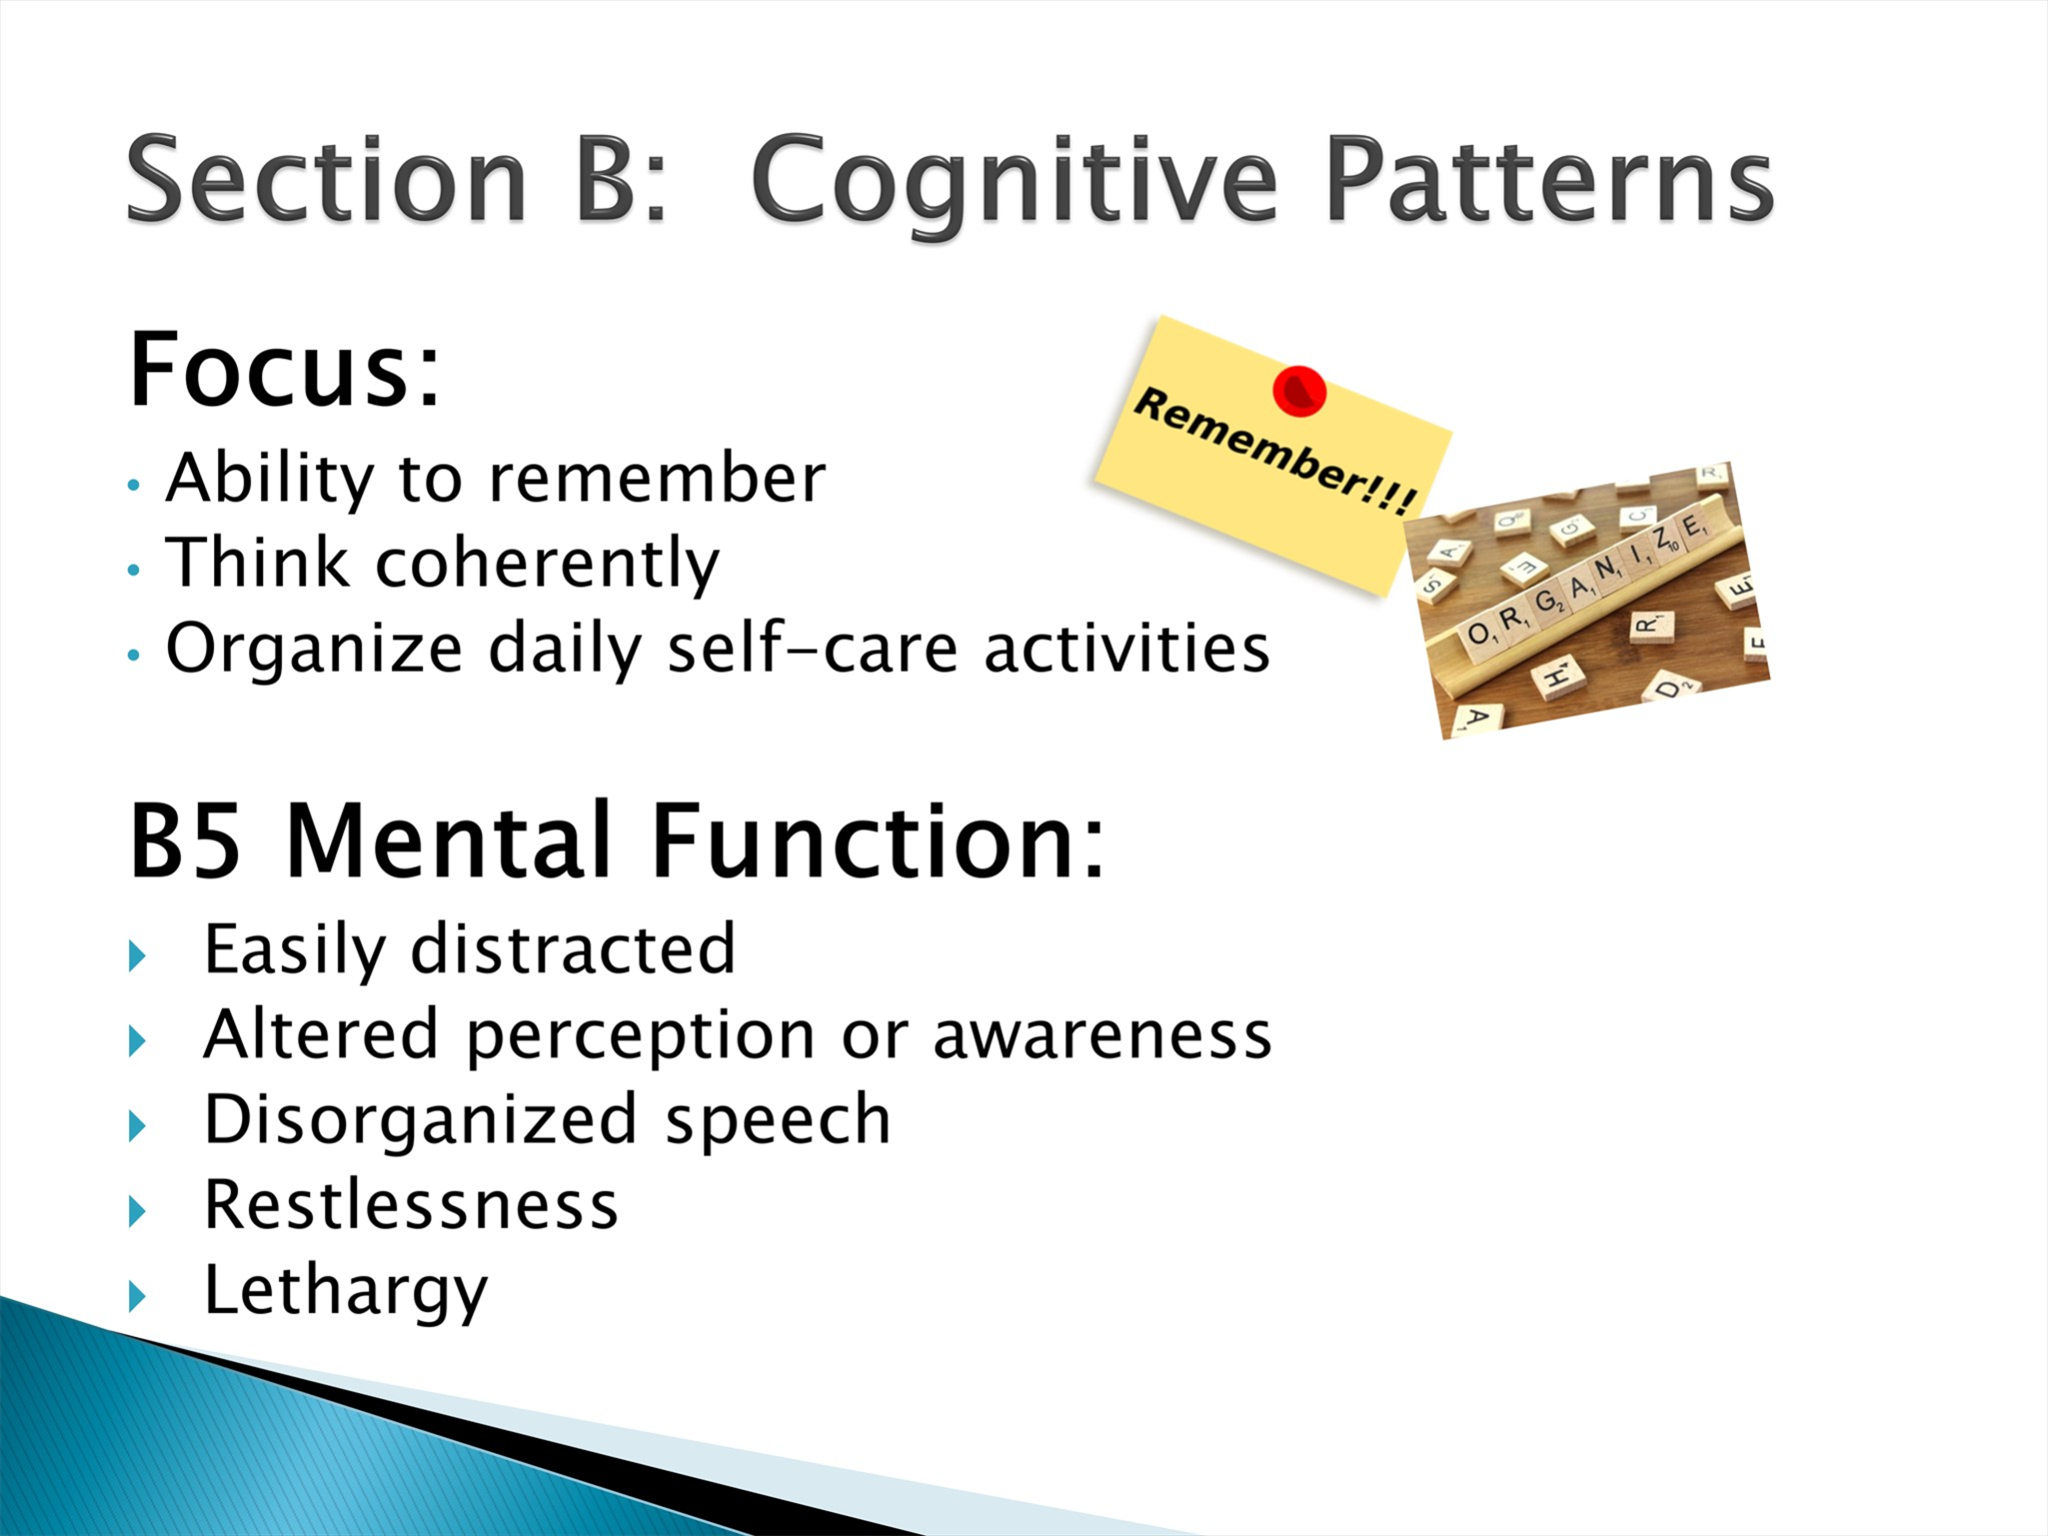 Section B:  Cognitive Patterns
Focus:
• Ability to remember
• Think coherently
• Organize daily self-care activities
Remember!!!
R
Q
G
C
A
E
S
ORGANIZE
E
R
E
H
D
A
B5 Mental Function:
Easily distracted
Altered perception or awareness
Disorganized speech
Restlessness
Lethargy